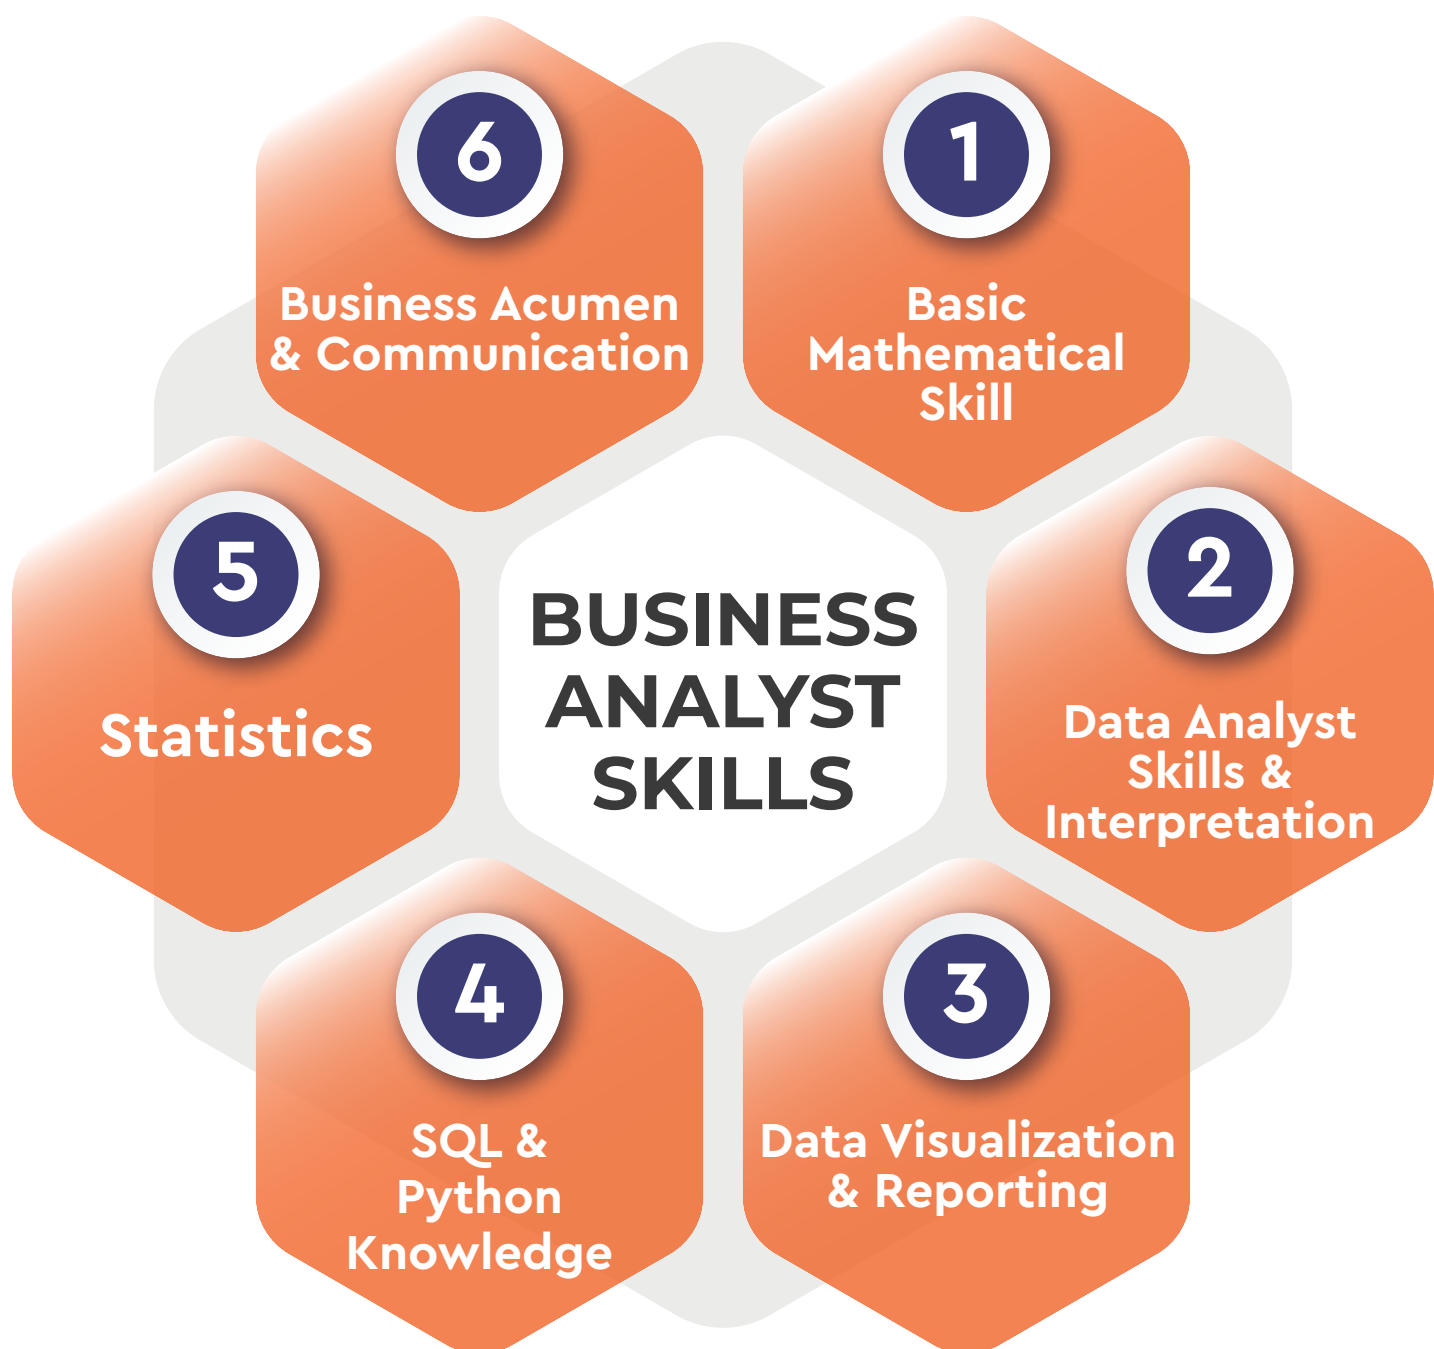 BUSINESS
ANALYST
SKILLS
1
Basic
Mathematical
Skill
2
Data Analyst
Skills &
Interpretation
3
Data Visualization
& Reporting
4
SQL &
Python
Knowledge
5
Statistics
6
Business Acumen
& Communication